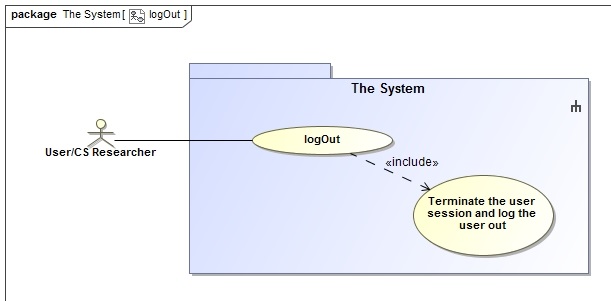 package The System[ logOut ]
The System
logOut
User/CS Researcher
«include»
Terminate the user
session and log the
user out